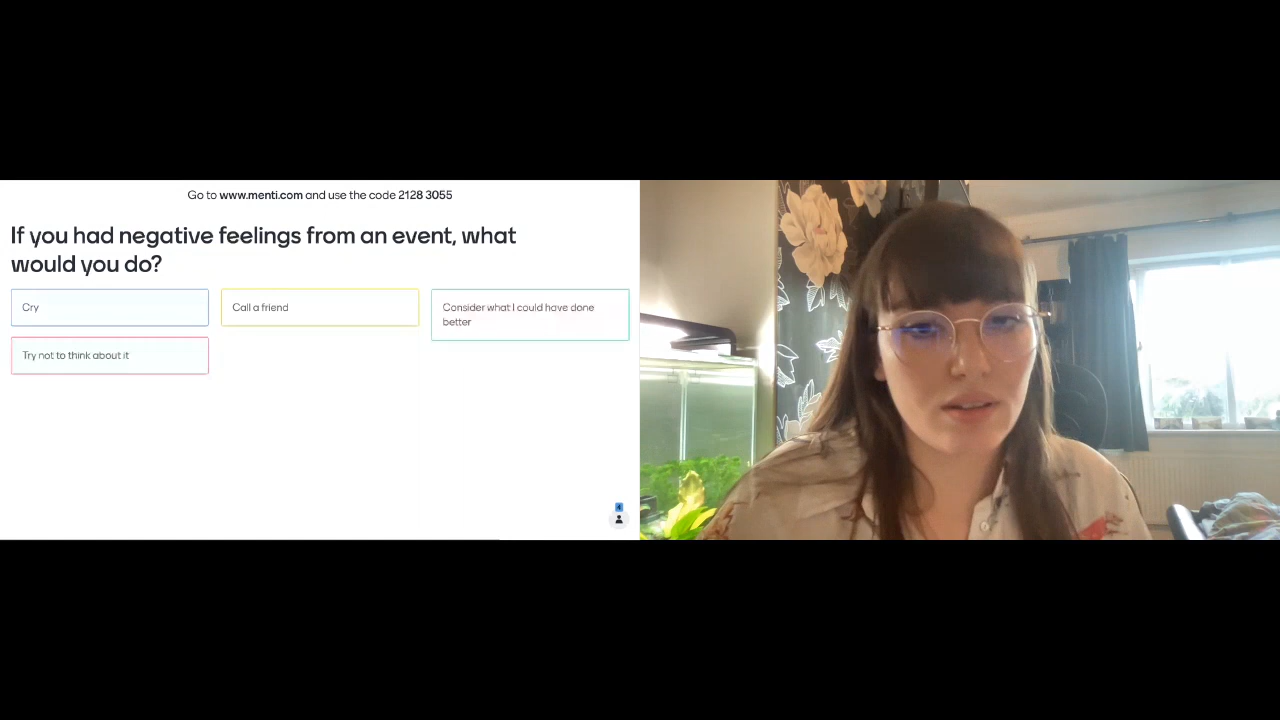 Go to www.menti.com and use the code 2128 3055
If you had negative feelings from an event, what
would you do?
Cry
Call a friend
Consider what I could have done
better
Try not to think about it
4